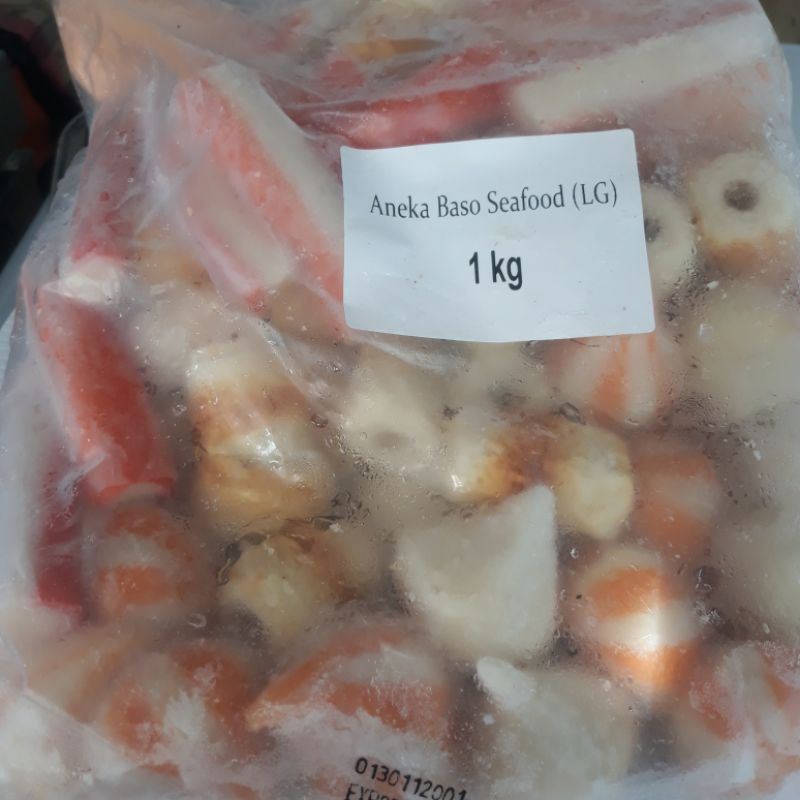 Aneka Baso Seafood (LG)
1 kg
0130112001